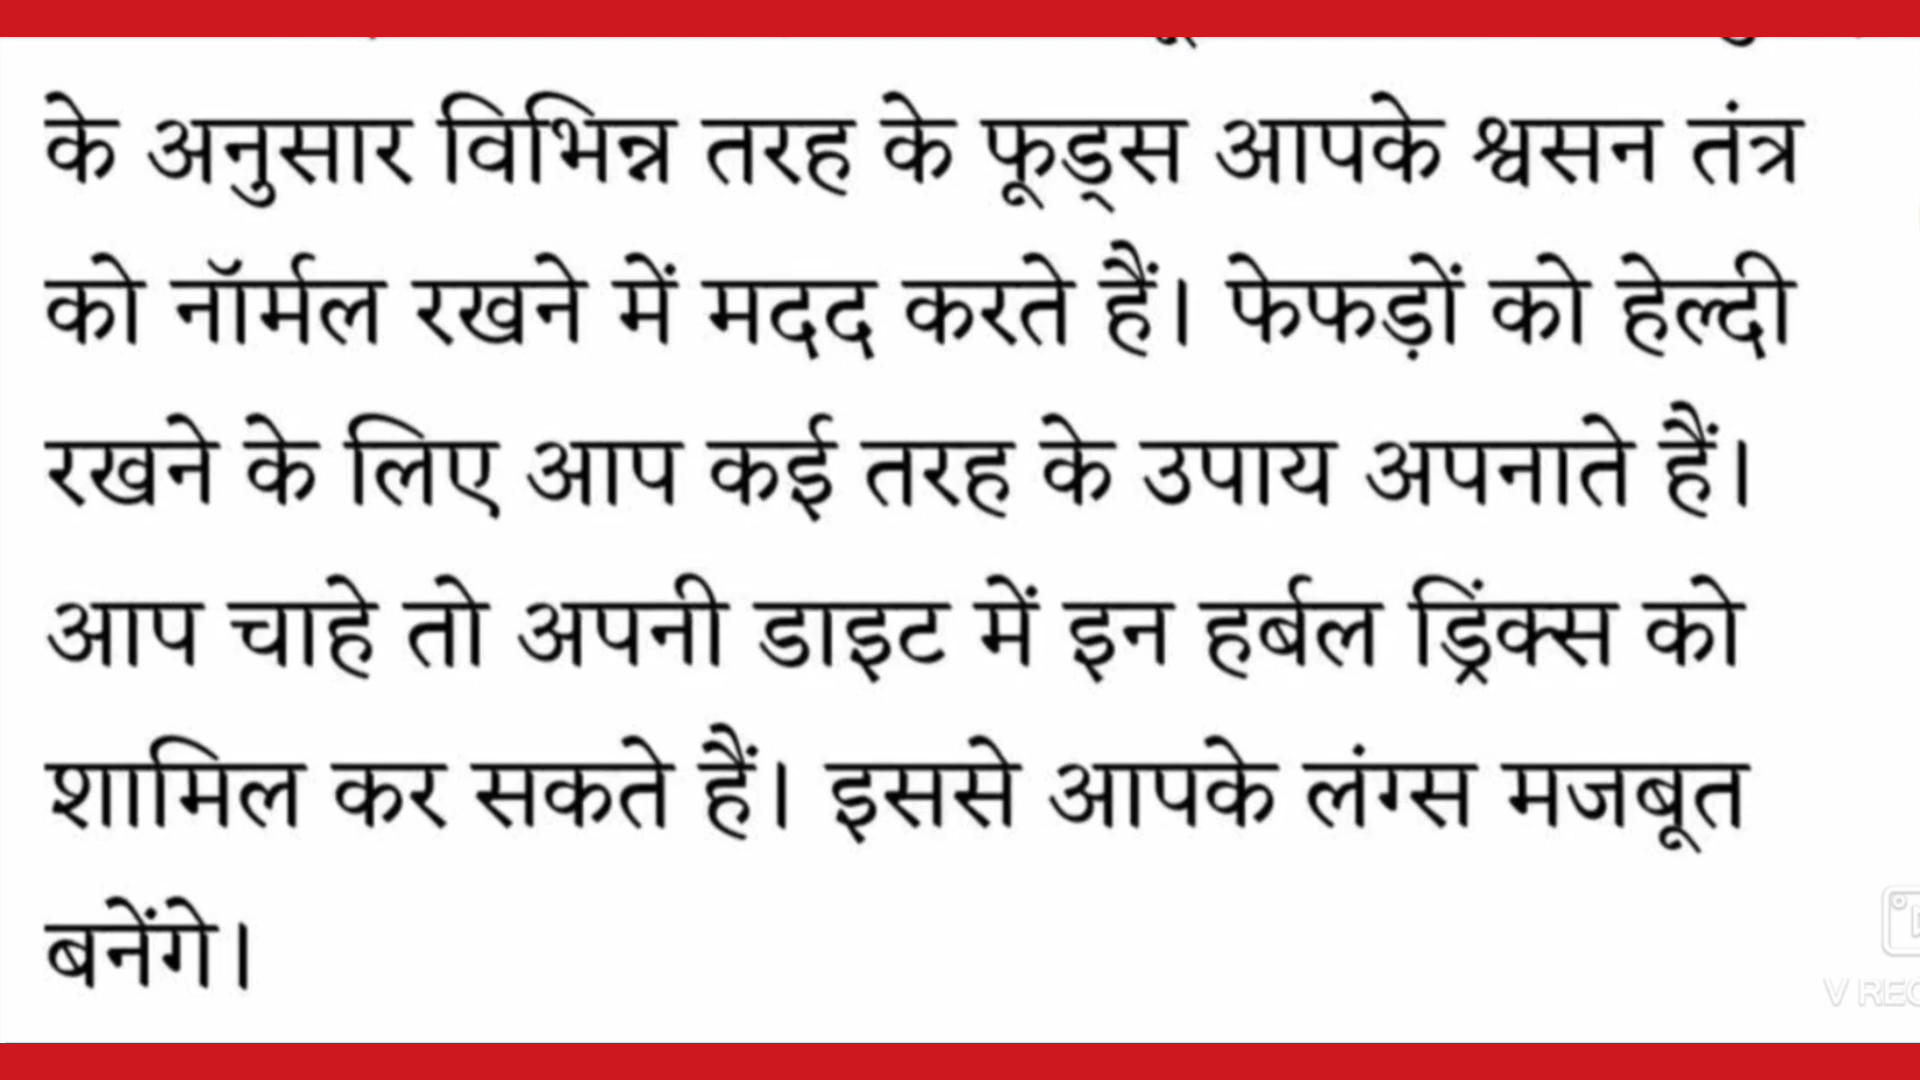 के अनुसार विभिन्न तरह के फूड्स आपके श्वसन तंत्र
को नॉर्मल रखने में मदद करते हैं। फेफड़ों को हेल्दी
रखने के लिए आप कई तरह के उपाय अपनाते हैं।
आप चाहे तो अपनी डाइट में इन हर्बल ड्रिंक्स को
शामिल कर सकते हैं। इससे आपके लंग्स मजबूत
बनेंगे।
V REC